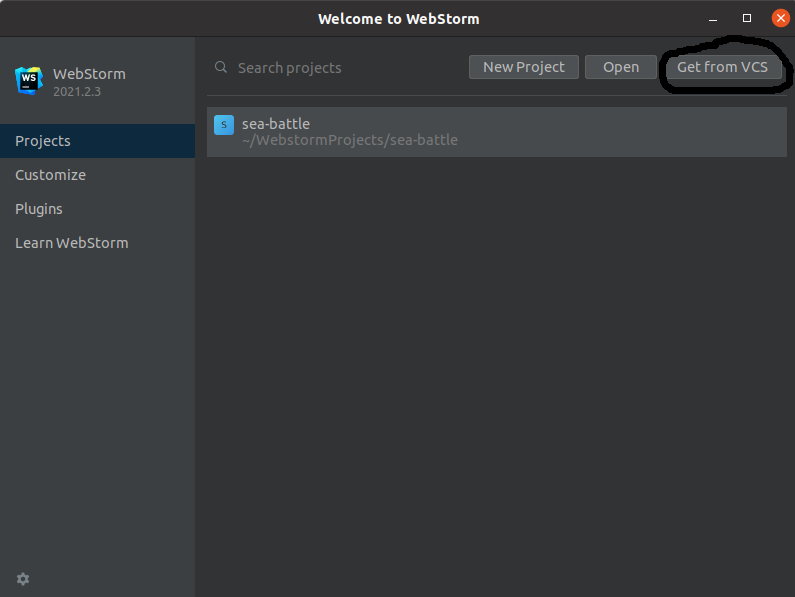 Welcome to WebStorm
WS
WebStorm
2021.2.3
Projects
Customize
Plugins
Learn WebStorm
Search projects
New Project
Open
Get from VCS
S
sea-battle
~/WebstormProjects/sea-battle